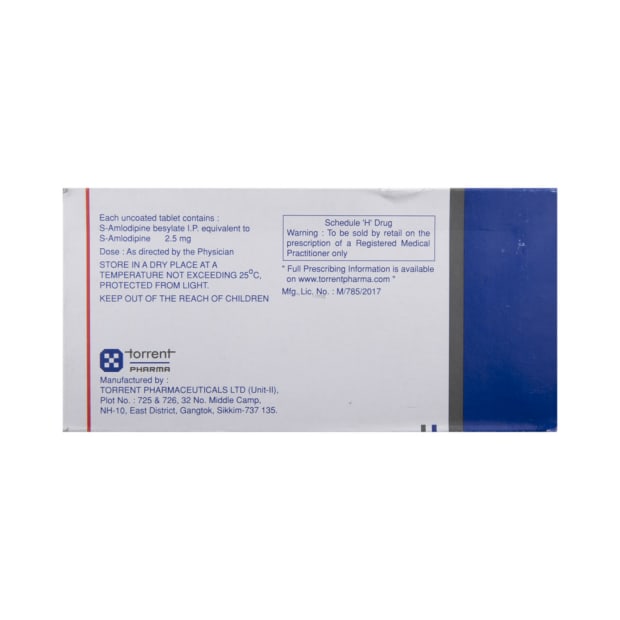 Each uncoated tablet contains :
S-Amlodipine besylate I.P. equivalent to
S-Amlodipine 2.5 mg
Dose : As directed by the Physician
STORE IN A DRY PLACE AT A
TEMPERATURE NOT EXCEEDING 25°C,
PROTECTED FROM LIGHT.
KEEP OUT OF THE REACH OF CHILDREN
Schedule 'H' Drug
Warning : To be sold by retail on the
prescription of a Registered Medical
Practitioner only
" Full Prescribing Information is available
on www.torrentpharma.com "
Mfg. Lic. No. : M/785/2017
torrent
PHARMA
Manufactured by :
TORRENT PHARMACEUTICALS LTD (Unit-II),
Plot No. : 725 & 726, 32 No. Middle Camp,
NH-10, East District, Gangtok, Sikkim-737 135.